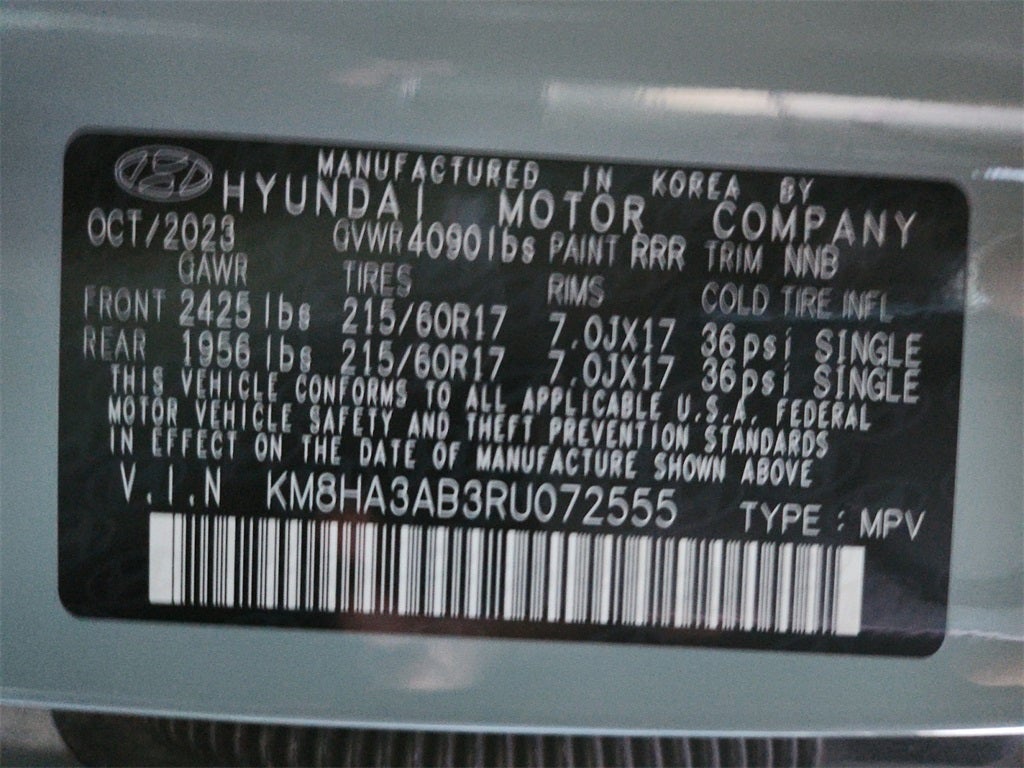 MANUFACTURED IN KOREA BY
HYUNDAI MOTOR COMPANY
OCT/2023 GVWR 4090lbs PAINT RRR TRIM NNB
GAWR TIRES RIMS COLD TIRE INFL
FRONT 2425lbs 215/60R17 7.0JX17 36psi SINGLE
REAR 1956lbs 215/60R17 7.0JX17 36psi SINGLE
THIS VEHICLE CONFORMS TO ALL APPLICABLE U.S.A. FEDERAL
MOTOR VEHICLE SAFETY AND THEFT PREVENTION STANDARDS
IN EFFECT ON THE DATE OF MANUFACTURE SHOWN ABOVE
V.I.N KM8HA3AB3RU072555 TYPE : MPV